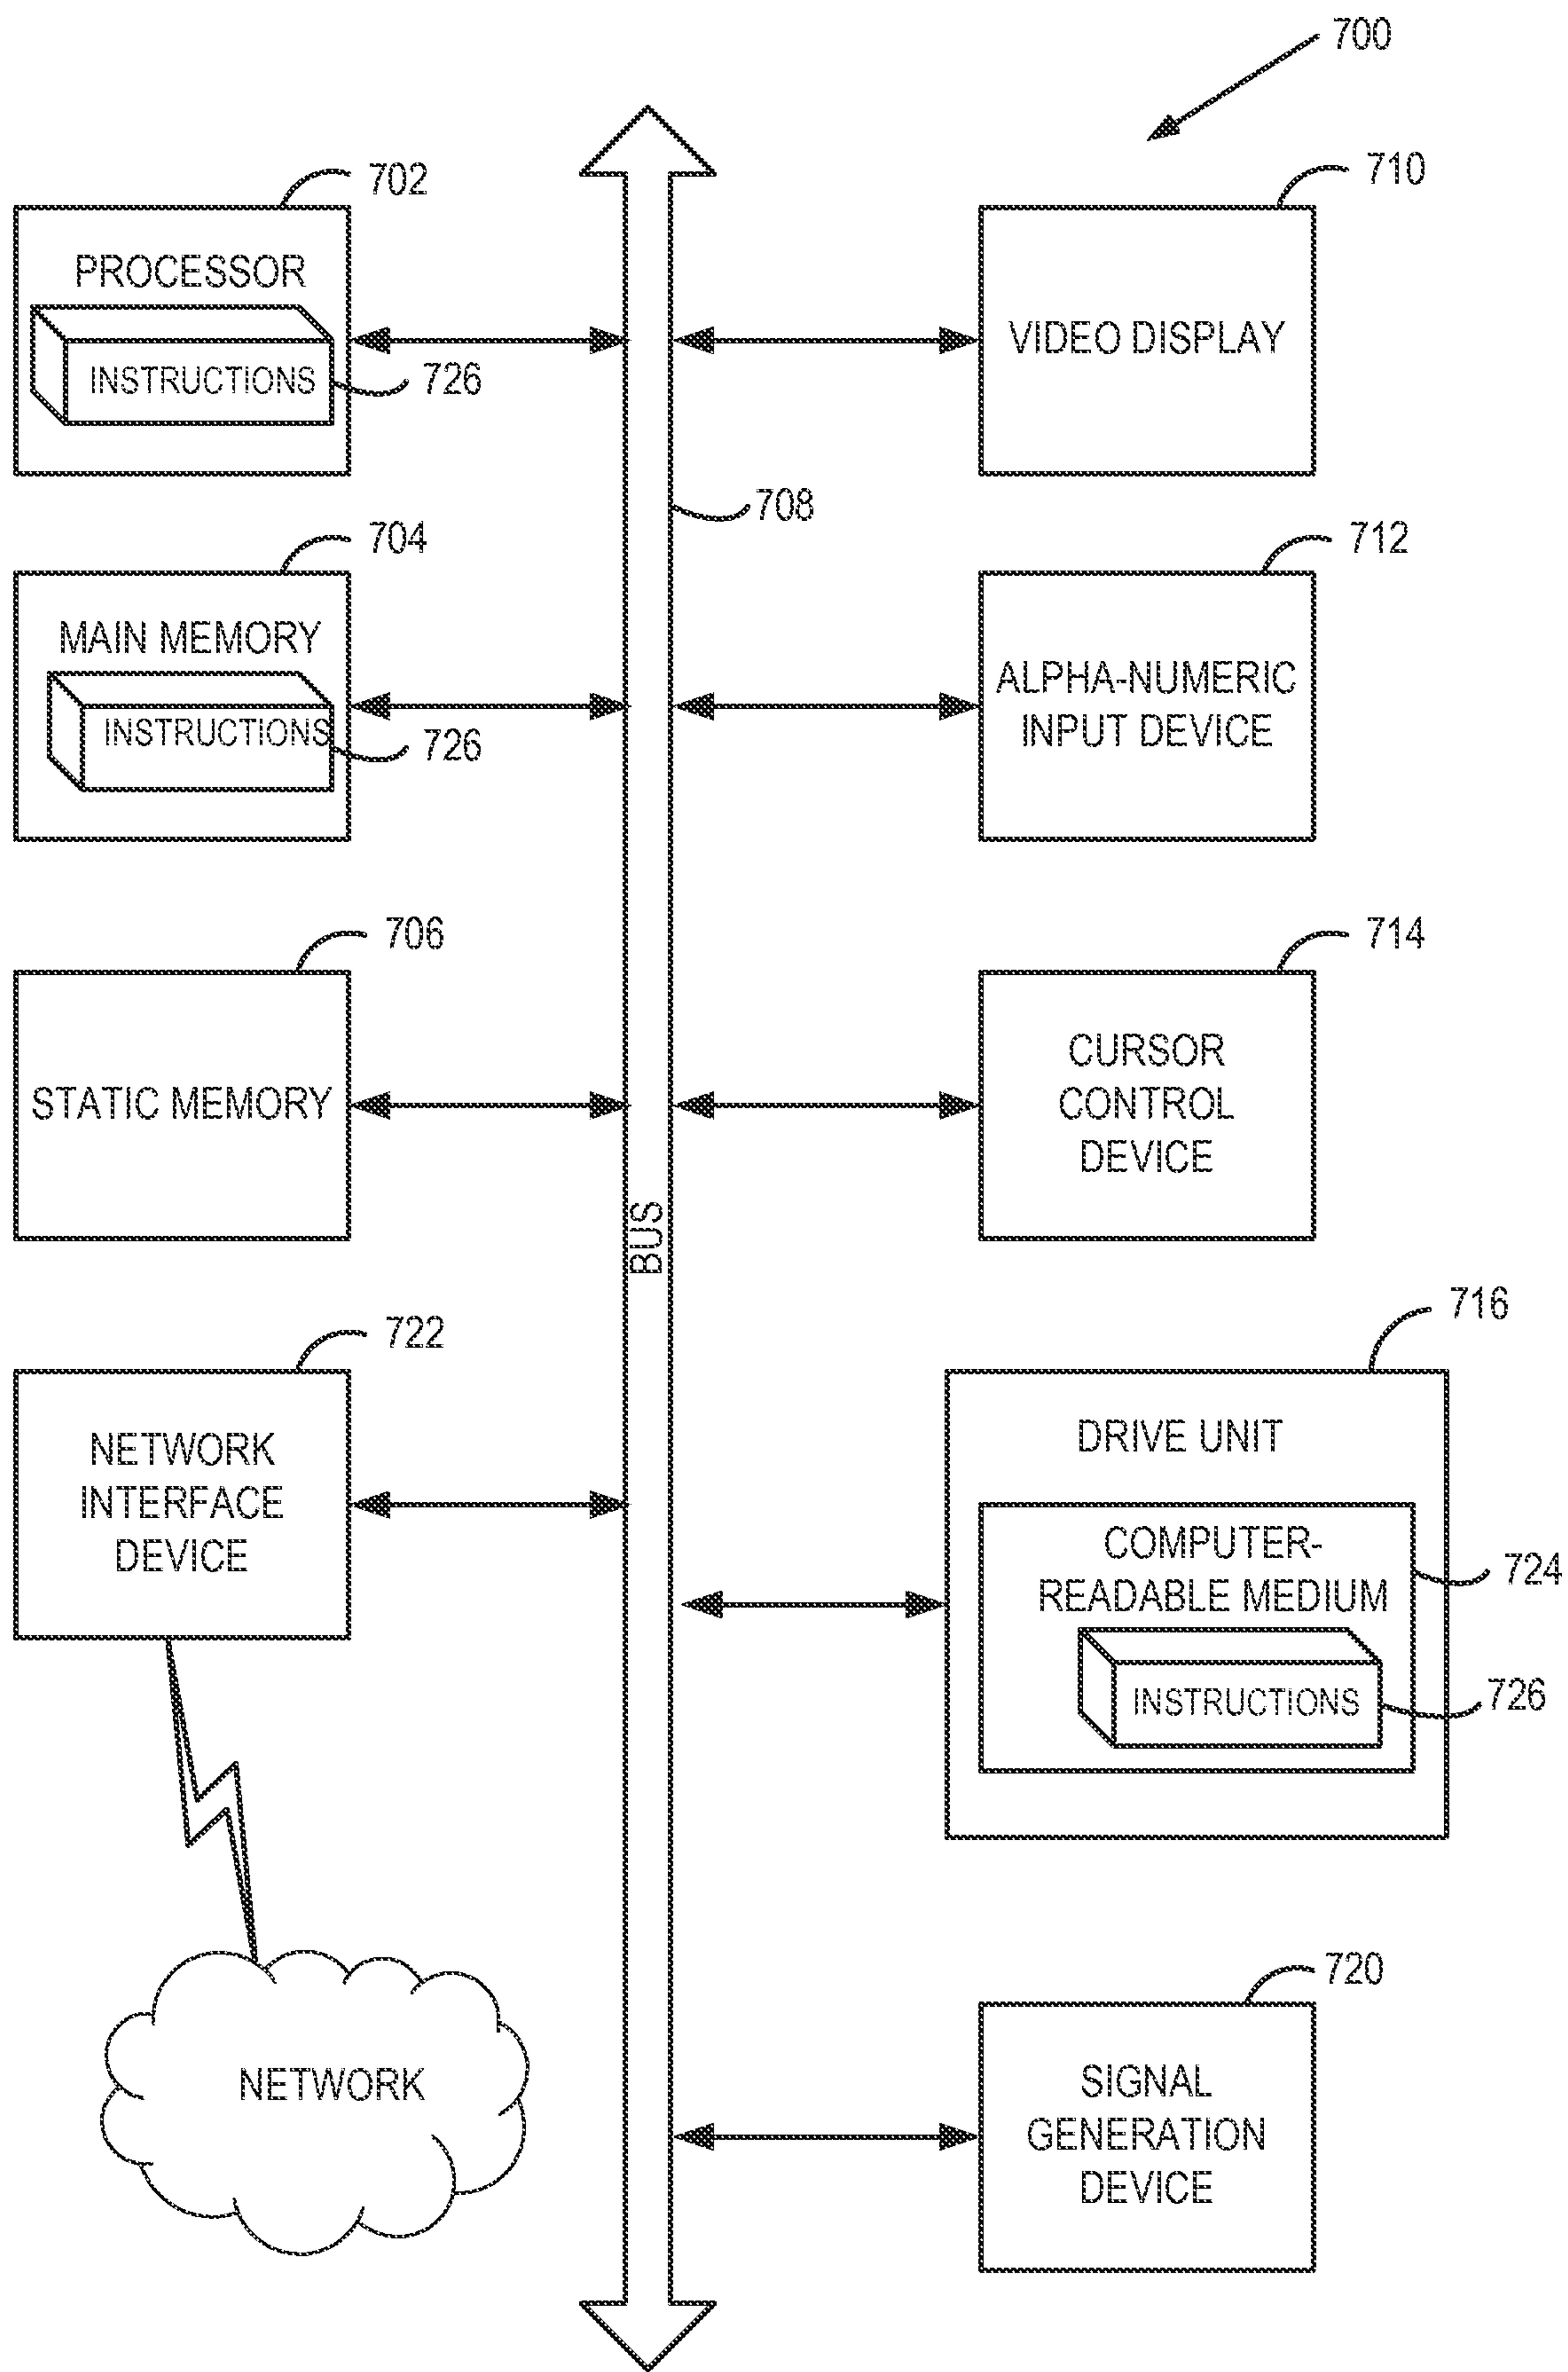 700
702
PROCESSOR
INSTRUCTIONS
726
704
MAIN MEMORY
INSTRUCTIONS
726
706
STATIC MEMORY
722
NETWORK
INTERFACE
DEVICE
NETWORK
BUS
708
710
VIDEO DISPLAY
712
ALPHA-NUMERIC
INPUT DEVICE
714
CURSOR
CONTROL
DEVICE
716
DRIVE UNIT
COMPUTER-
READABLE MEDIUM
724
INSTRUCTIONS
726
720
SIGNAL
GENERATION
DEVICE